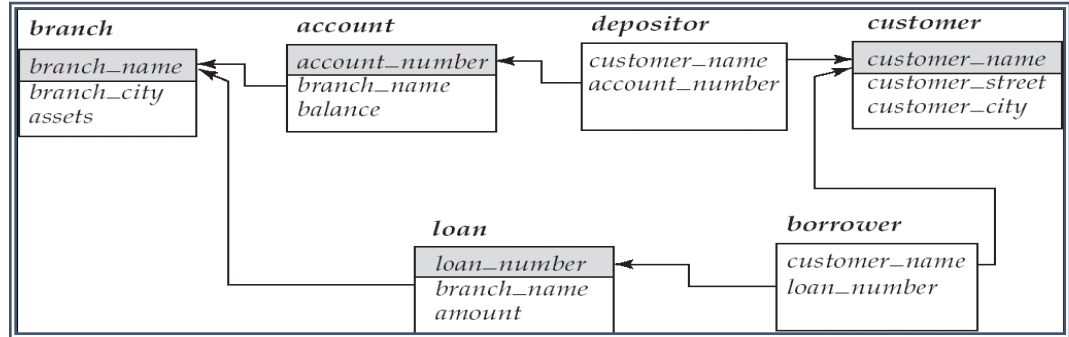 branch
branch_name
branch_city
assets
account
account_number
branch_name
balance
depositor
customer_name
account_number
customer
customer_name
customer_street
customer_city
loan
loan_number
branch_name
amount
borrower
customer_name
loan_number